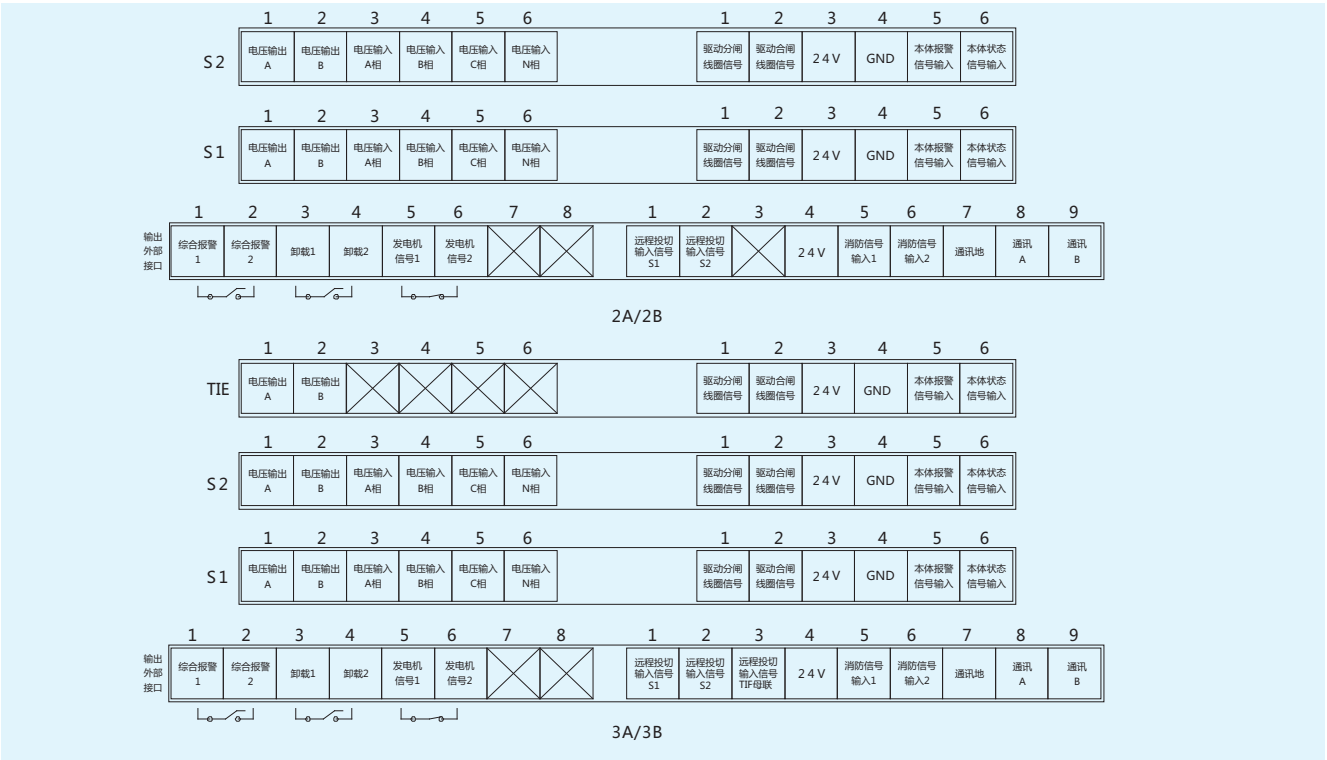 1 2 3 4 5 6 1 2 3 4 5 6
S2 电压输出 电压输出 电压输入 电压输入 电压输入 电压输入 驱动分闸 驱动合闸 24V GND 本体报警 本体状态
A B A相 B相 C相 N相 线圈信号 线圈信号 信号输入 信号输入
1 2 3 4 5 6 1 2 3 4 5 6
S1 电压输出 电压输出 电压输入 电压输入 电压输入 电压输入 驱动分闸 驱动合闸 24V GND 本体报警 本体状态
A B A相 B相 C相 N相 线圈信号 线圈信号 信号输入 信号输入
1 2 3 4 5 6 7 8 1 2 3 4 5 6 7 8 9
输出 综合报警 综合报警 卸载1 卸载2 发电机 发电机 远程投切 远程投切 24V 消防信号 消防信号 通讯地 通讯 通讯
外部 1 2 信号1 信号2 输入信号 输入信号 输入1 输入2 A B
接口 S1 S2
2A/2B
1 2 3 4 5 6 1 2 3 4 5 6
TIE 电压输出 电压输出 驱动分闸 驱动合闸 24V GND 本体报警 本体状态
A B 线圈信号 线圈信号 信号输入 信号输入
1 2 3 4 5 6 1 2 3 4 5 6
S2 电压输出 电压输出 电压输入 电压输入 电压输入 电压输入 驱动分闸 驱动合闸 24V GND 本体报警 本体状态
A B A相 B相 C相 N相 线圈信号 线圈信号 信号输入 信号输入
1 2 3 4 5 6 1 2 3 4 5 6
S1 电压输出 电压输出 电压输入 电压输入 电压输入 电压输入 驱动分闸 驱动合闸 24V GND 本体报警 本体状态
A B A相 B相 C相 N相 线圈信号 线圈信号 信号输入 信号输入
1 2 3 4 5 6 7 8 1 2 3 4 5 6 7 8 9
输出 综合报警 综合报警 卸载1 卸载2 发电机 发电机 远程投切 远程投切 远程投切 24V 消防信号 消防信号 通讯地 通讯 通讯
外部 1 2 信号1 信号2 输入信号 输入信号 输入信号 输入1 输入2 A B
接口 S1 S2 TIF母联
3A/3B